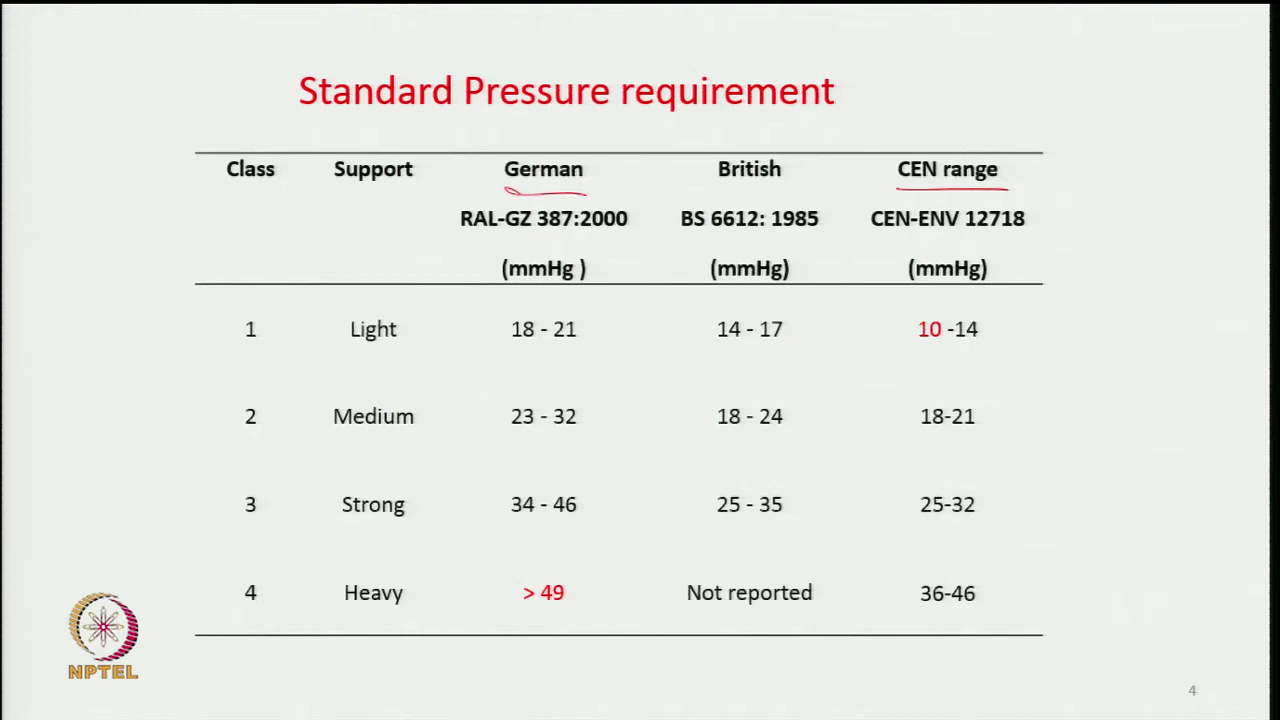 Standard Pressure requirement
Class Support German British CEN range
RAL-GZ 387:2000 BS 6612: 1985 CEN-ENV 12718
(mmHg ) (mmHg) (mmHg)
1 Light 18 - 21 14 - 17 10 -14
2 Medium 23 - 32 18 - 24 18-21
3 Strong 34 - 46 25 - 35 25-32
4 Heavy > 49 Not reported 36-46
NPTEL
4